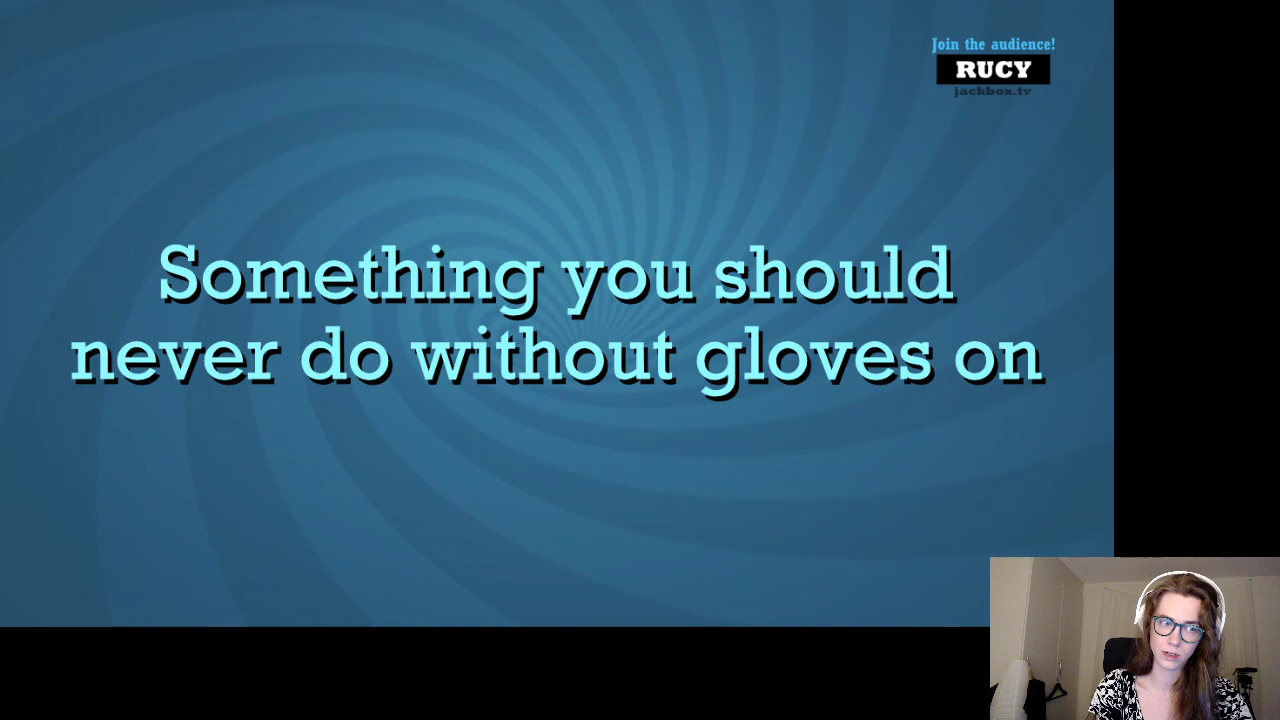 Join the audience!
RUCY
jackbox.tv
Something you should
never do without gloves on